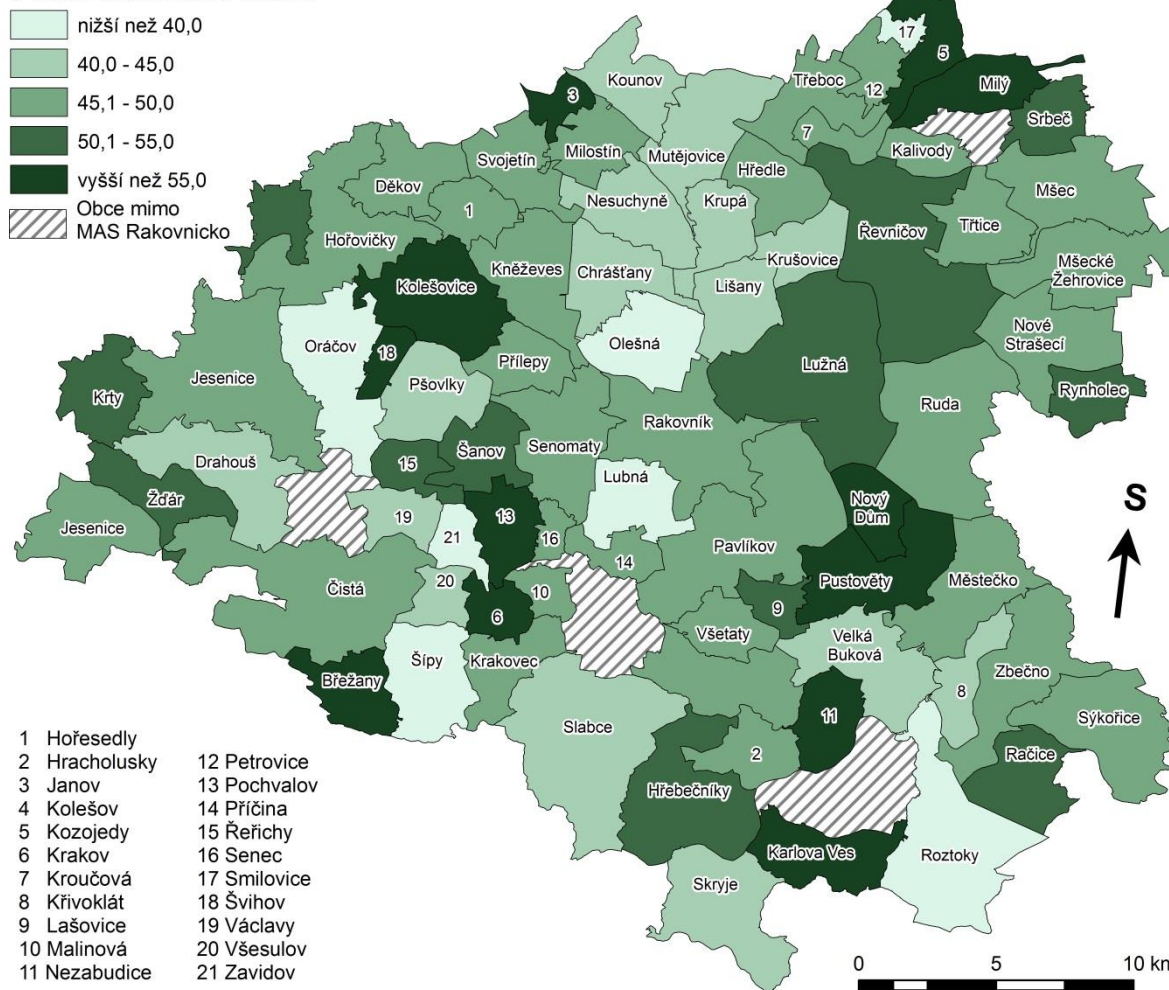 nižší než 40,0
40,0 - 45,0
45,1 - 50,0
50,1 - 55,0
vyšší než 55,0
Obce mimo
MAS Rakovnicko
17
5
Kounov
Třeboc
12
Milý
3
Srbeč
7
Svojetín
Milostín
Mutějovice
Kalivody
Hředle
Děkov
1
Nesuchyně
Krupá
Mšec
Hořovičky
Řevničov
Třtice
Kněževes
Chrášťany
Krušovice
Mšecké
Žehrovice
Kolešovice
Lišany
Oráčov
18
Olešná
Nové
Strašecí
Přílepy
Lužná
Jesenice
Pšovlky
Krty
Rynholec
Ruda
Rakovník
Drahouš
15
Šanov
Senomaty
Lubná
Žďár
Nový
Dům
S
Jesenice
19
13
21
16
Pavlíkov
14
Čistá
20
10
Pustověty
Městečko
6
9
Všetaty
Velká
Buková
Břežany
Šípy
Krakovec
Zbečno
8
11
Sýkořice
Slabce
2
Račice
Hřebečníky
Karlova Ves
Roztoky
Skryje
1 Hořesedly
2 Hracholusky
3 Janov
4 Kolešov
5 Kozojedy
6 Krakov
7 Kroučová
8 Křivoklát
9 Lašovice
10 Malinová
11 Nezabudice
12 Petrovice
13 Pochvalov
14 Příčina
15 Řeřichy
16 Senec
17 Smilovice
18 Švihov
19 Václavy
20 Všesulov
21 Zavidov
0 5 10 km